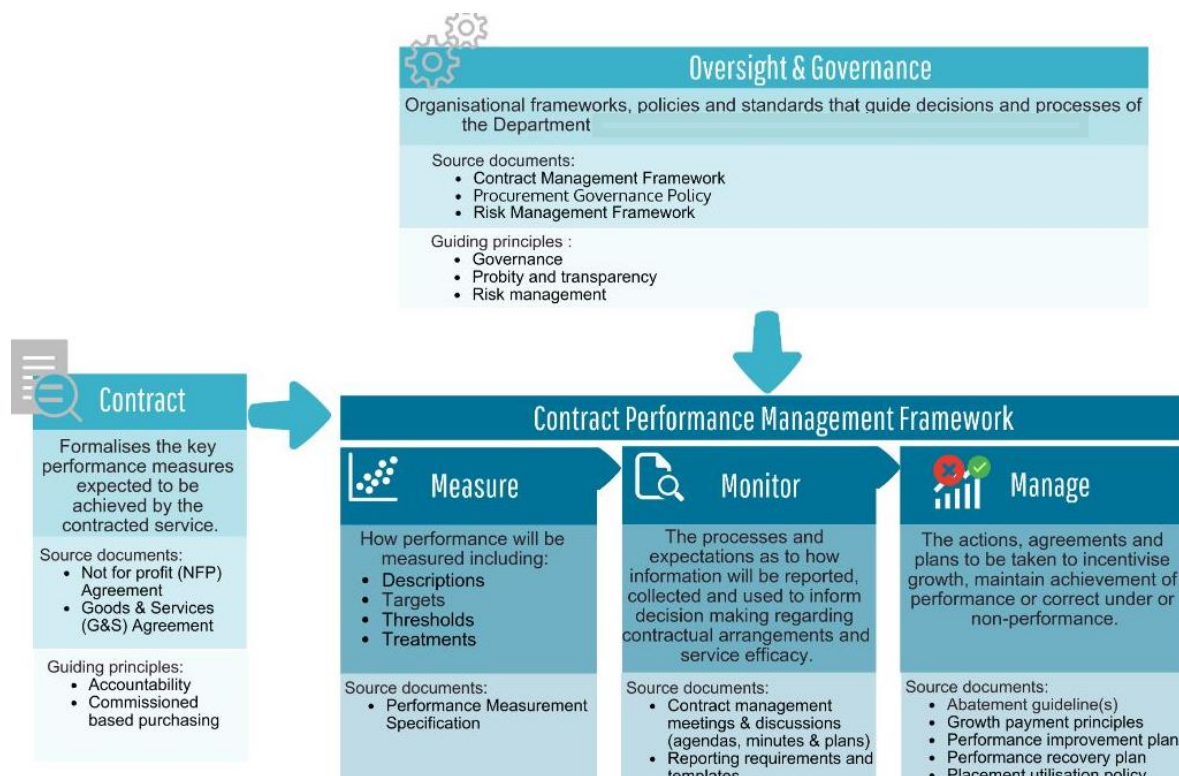 Oversight & Governance
Organisational frameworks, policies and standards that guide decisions and processes of
the Department
Source documents:
• Contract Management Framework
• Procurement Governance Policy
• Risk Management Framework
Guiding principles :
• Governance
• Probity and transparency
• Risk management
Contract
Formalises the key
performance measures
expected to be
achieved by the
contracted service.
Source documents:
• Not for profit (NFP)
Agreement
• Goods & Services
(G&S) Agreement
Guiding principles:
• Accountability
• Commissioned
based purchasing
Contract Performance Management Framework
Measure
How performance will be
measured including:
• Descriptions
• Targets
• Thresholds
• Treatments
Source documents:
• Performance Measurement
Specification
Monitor
The processes and
expectations as to how
information will be reported,
collected and used to inform
decision making regarding
contractual arrangements and
service efficacy.
Source documents:
• Contract management
meetings & discussions
(agendas, minutes & plans)
• Reporting requirements and
templates
Manage
The actions, agreements and
plans to be taken to incentivise
growth, maintain achievement of
performance or correct under or
non-performance.
Source documents:
• Abatement guideline(s)
• Growth payment principles
• Performance improvement plan
• Performance recovery plan
• Placement utilisation policy